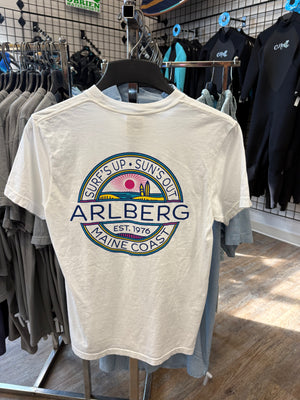 SURF'S UP • SUN'S OUT
ARLBERG
EST. 1976
MAINE COAST